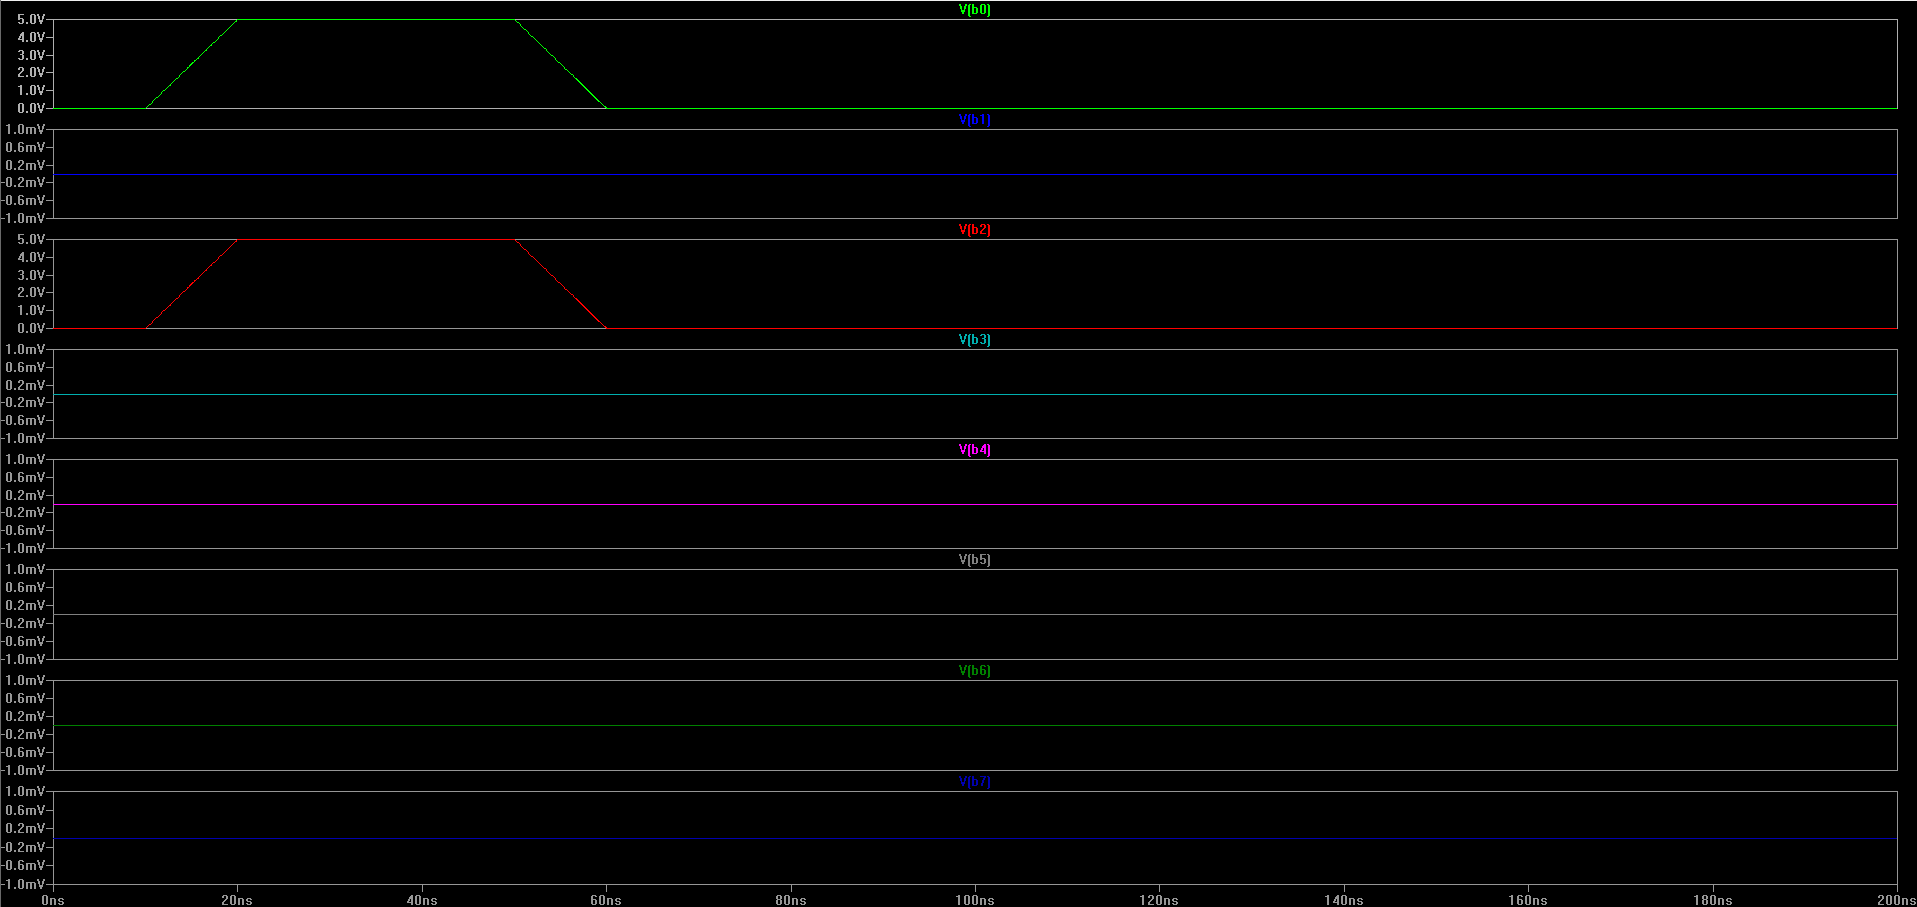 V(b0)
5.0V
4.0V
3.0V
2.0V
1.0V
0.0V
V(b1)
1.0mV
0.6mV
0.2mV
-0.2mV
-0.6mV
-1.0mV
V(b2)
5.0V
4.0V
3.0V
2.0V
1.0V
0.0V
V(b3)
1.0mV
0.6mV
0.2mV
-0.2mV
-0.6mV
-1.0mV
V(b4)
1.0mV
0.6mV
0.2mV
-0.2mV
-0.6mV
-1.0mV
V(b5)
1.0mV
0.6mV
0.2mV
-0.2mV
-0.6mV
-1.0mV
V(b6)
1.0mV
0.6mV
0.2mV
-0.2mV
-0.6mV
-1.0mV
V(b7)
1.0mV
0.6mV
0.2mV
-0.2mV
-0.6mV
-1.0mV
0ns 20ns 40ns 60ns 80ns 100ns 120ns 140ns 160ns 180ns 200ns